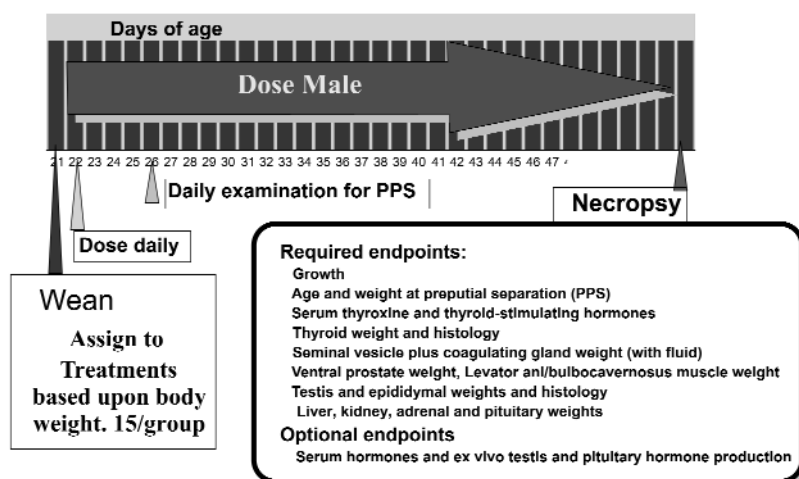 Days of age
Dose Male
21 22 23 24 25 26 27 28 29 30 31 32 33 34 35 36 37 38 39 40 41 42 43 44 45 46 47
Daily examination for PPS
Necropsy
Dose daily
Wean
Assign to
Treatments
based upon body
weight. 15/group
Required endpoints:
Growth
Age and weight at preputial separation (PPS)
Serum thyroxine and thyroid-stimulating hormones
Thyroid weight and histology
Seminal vesicle plus coagulating gland weight (with fluid)
Ventral prostate weight, Levator ani/bulbocavernosus muscle weight
Testis and epididymal weights and histology
Liver, kidney, adrenal and pituitary weights
Optional endpoints
Serum hormones and ex vivo testis and pituitary hormone production